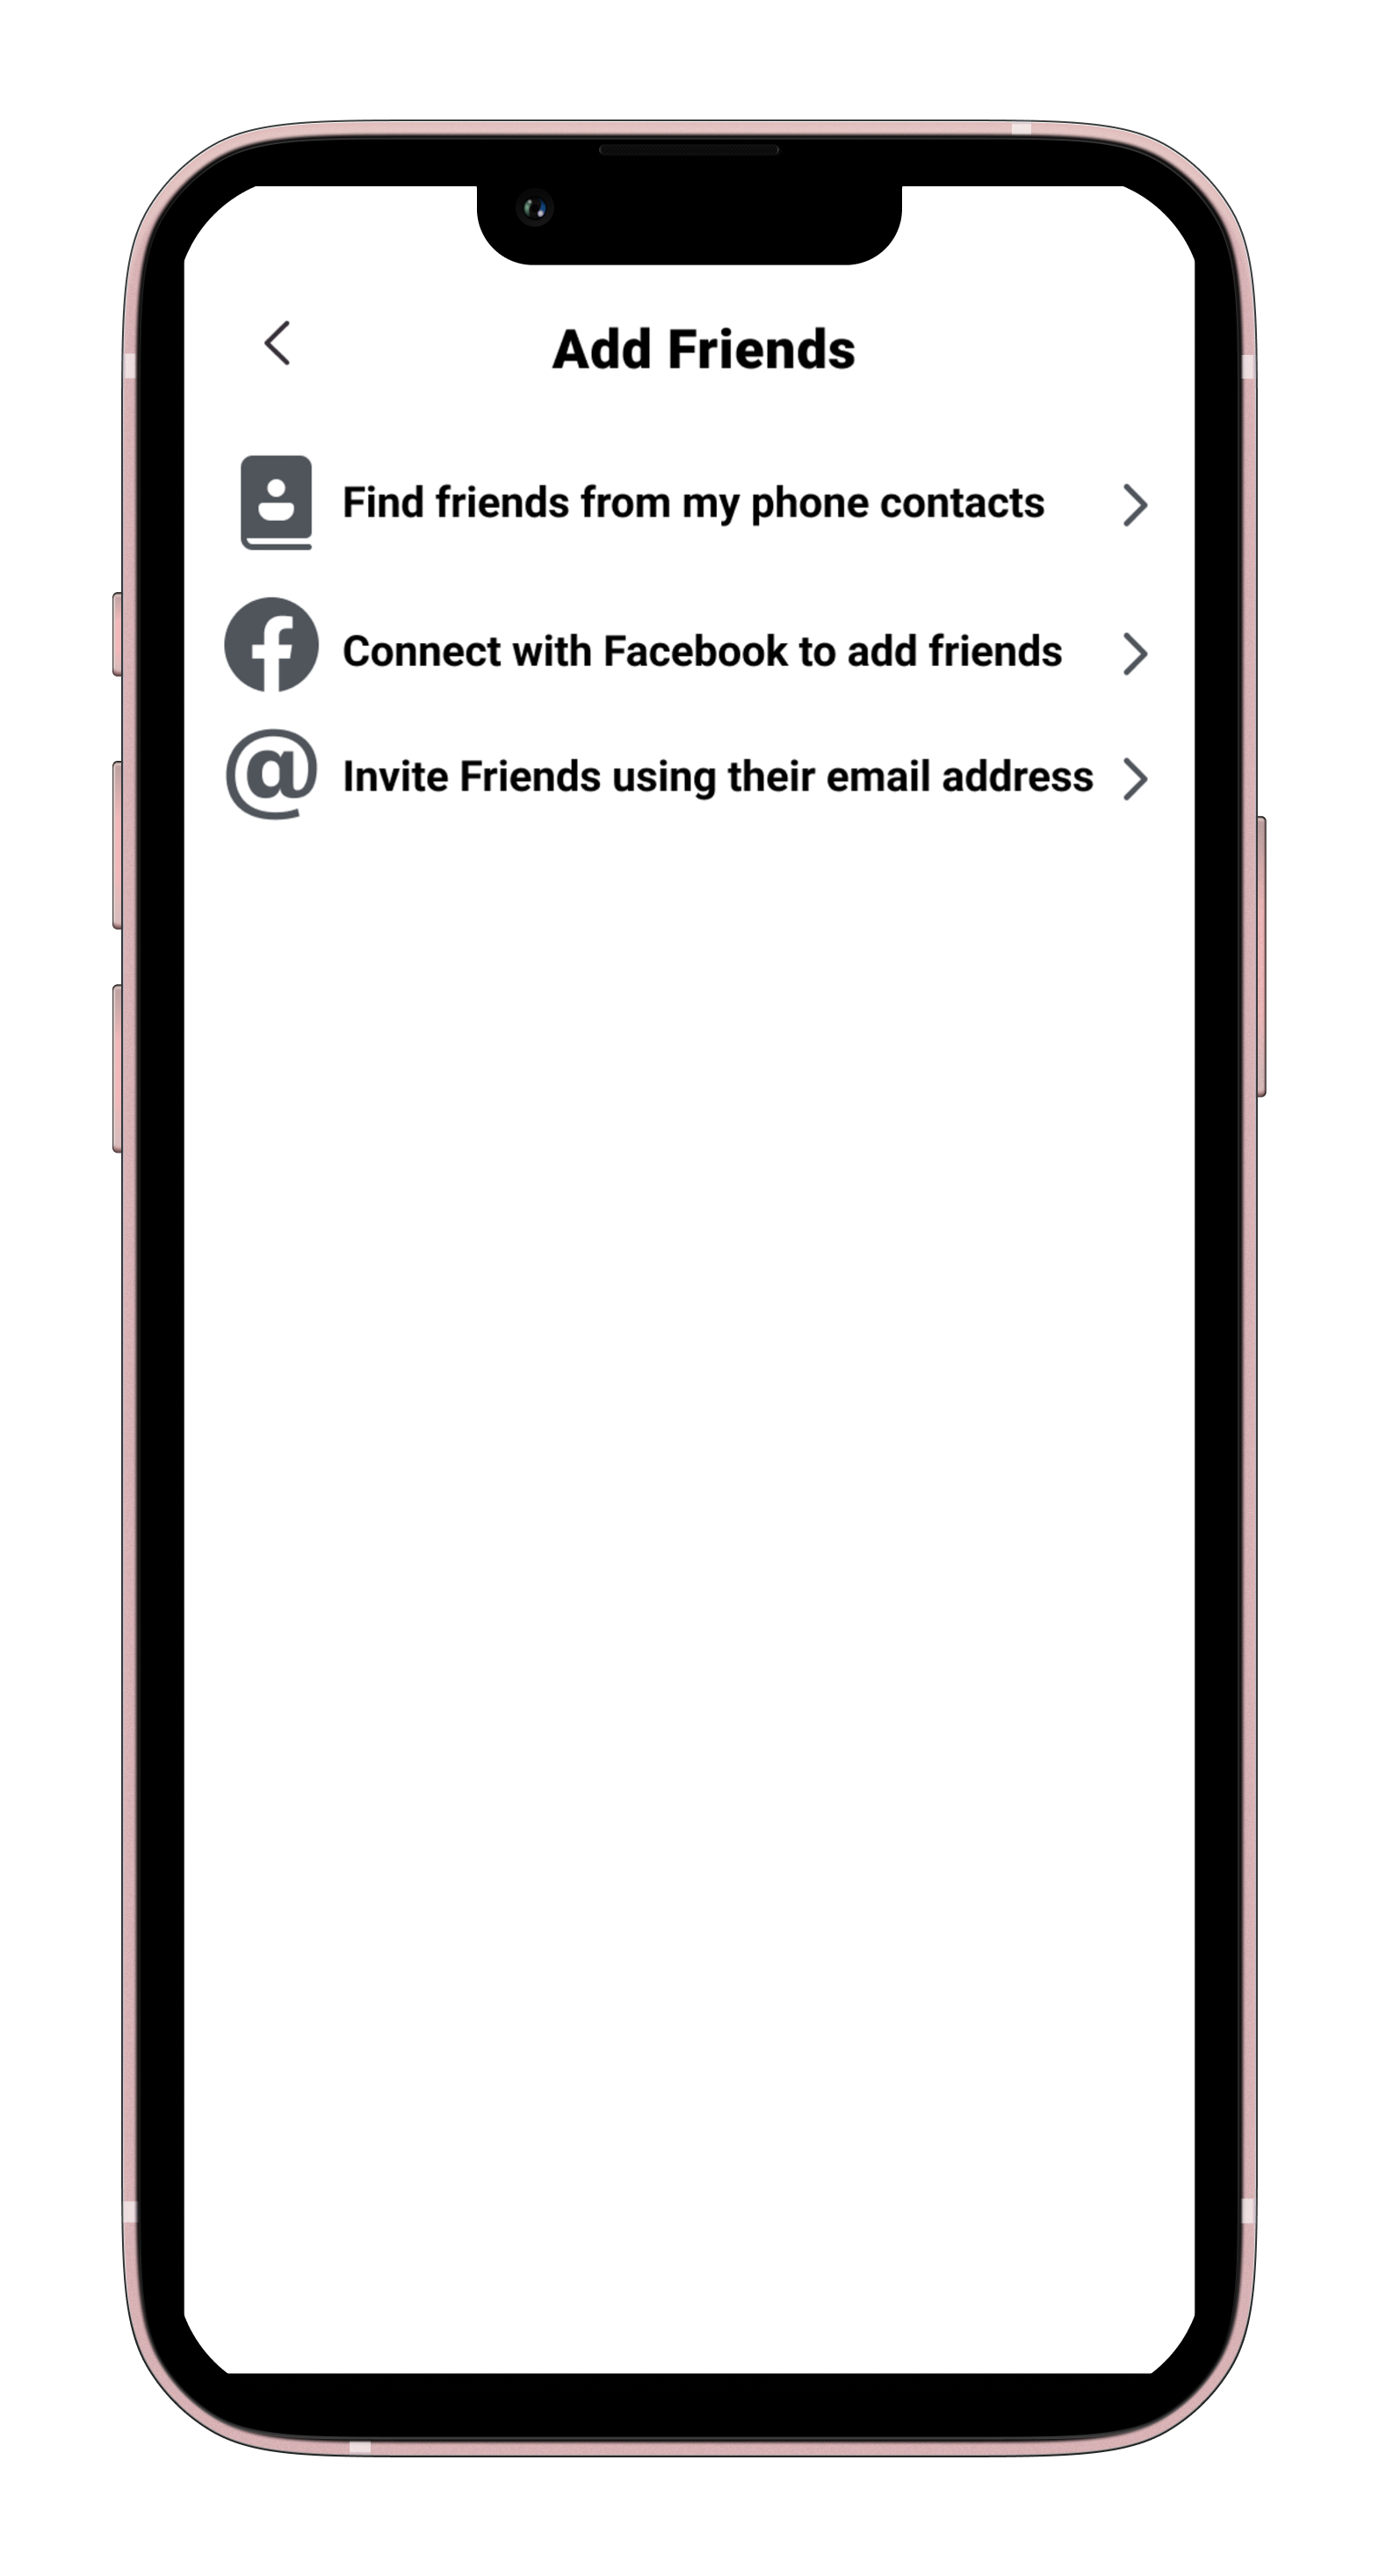 Add Friends
Find friends from my phone contacts
Connect with Facebook to add friends
@ Invite Friends using their email address